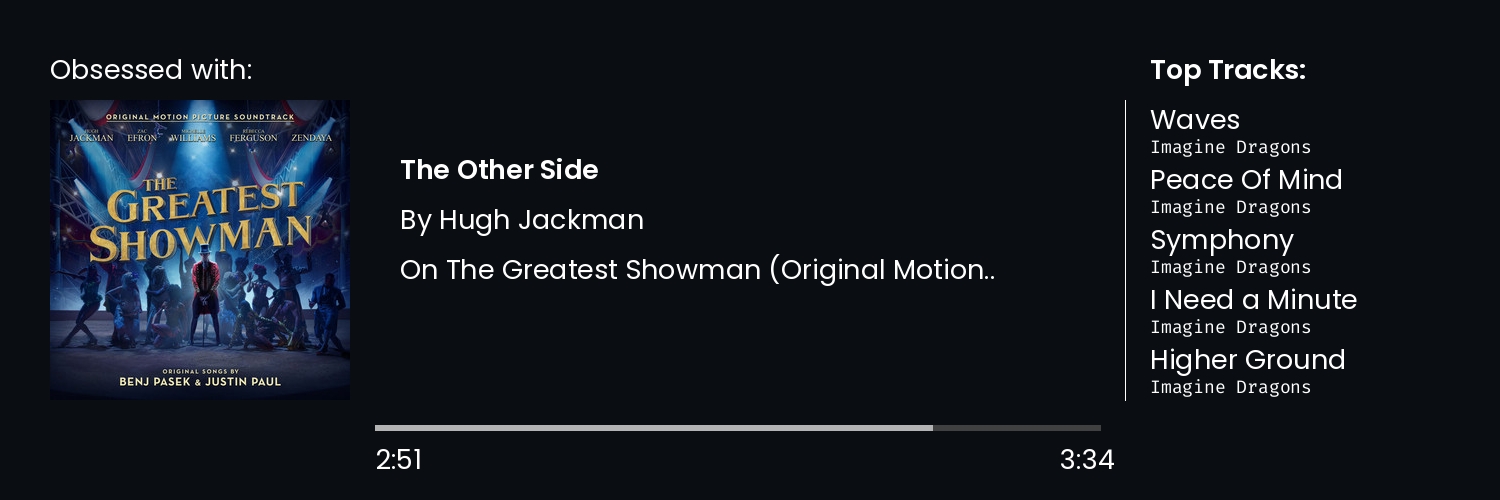 Obsessed with:
ORIGINAL MOTION PICTURE SOUNDTRACK
HUGH JACKMAN
ZAC EFRON
MICHELLE WILLIAMS
REBECCA FERGUSON
ZENDAYA
THE
GREATEST
SHOWMAN
ORIGINAL SONGS BY
BENJ PASEK & JUSTIN PAUL
The Other Side
By Hugh Jackman
On The Greatest Showman (Original Motion..
2:51
3:34
Top Tracks:
Waves
Imagine Dragons
Peace Of Mind
Imagine Dragons
Symphony
Imagine Dragons
I Need a Minute
Imagine Dragons
Higher Ground
Imagine Dragons